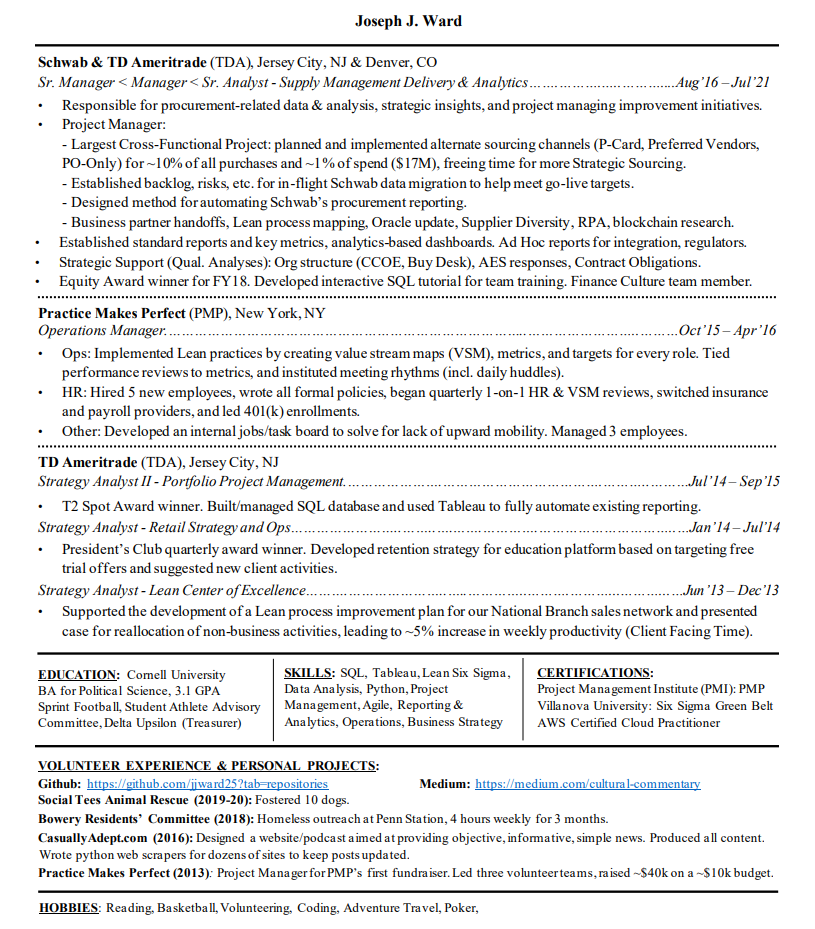 Joseph J. Ward
Schwab & TD Ameritrade (TDA), Jersey City, NJ & Denver, CO
Sr. Manager < Manager < Sr. Analyst - Supply Management Delivery & Analytics……………………………Aug’16 – Jul’21
• Responsible for procurement-related data & analysis, strategic insights, and project managing improvement initiatives.
• Project Manager:
- Largest Cross-Functional Project: planned and implemented alternate sourcing channels (P-Card, Preferred Vendors,
PO-Only) for ~10% of all purchases and ~1% of spend ($17M), freeing time for more Strategic Sourcing.
- Established backlog, risks, etc. for in-flight Schwab data migration to help meet go-live targets.
- Designed method for automating Schwab’s procurement reporting.
- Business partner handoffs, Lean process mapping, Oracle update, Supplier Diversity, RPA, blockchain research.
• Established standard reports and key metrics, analytics-based dashboards. Ad Hoc reports for integration, regulators.
• Strategic Support (Qual. Analyses): Org structure (CCOE, Buy Desk), AES responses, Contract Obligations.
• Equity Award winner for FY18. Developed interactive SQL tutorial for team training. Finance Culture team member.
Practice Makes Perfect (PMP), New York, NY
Operations Manager……………………………………………………………………………………Oct’15 – Apr’16
• Ops: Implemented Lean practices by creating value stream maps (VSM), metrics, and targets for every role. Tied
performance reviews to metrics, and instituted meeting rhythms (incl. daily huddles).
• HR: Hired 5 new employees, wrote all formal policies, began quarterly 1-on-1 HR & VSM reviews, switched insurance
and payroll providers, and led 401(k) enrollments.
• Other: Developed an internal jobs/task board to solve for lack of upward mobility. Managed 3 employees.
TD Ameritrade (TDA), Jersey City, NJ
Strategy Analyst II - Portfolio Project Management……………………………………………………Jul’14 – Sep’15
• T2 Spot Award winner. Built/managed SQL database and used Tableau to fully automate existing reporting.
Strategy Analyst - Retail Strategy and Ops……………………………………………………………Jan’14 – Jul’14
• President’s Club quarterly award winner. Developed retention strategy for education platform based on targeting free
trial offers and suggested new client activities.
Strategy Analyst - Lean Center of Excellence…………………………………………………………Jun’13 – Dec’13
• Supported the development of a Lean process improvement plan for our National Branch sales network and presented
case for reallocation of non-business activities, leading to ~5% increase in weekly productivity (Client Facing Time).
EDUCATION: Cornell University
BA for Political Science, 3.1 GPA
Sprint Football, Student Athlete Advisory
Committee, Delta Upsilon (Treasurer)
SKILLS: SQL, Tableau, Lean Six Sigma,
Data Analysis, Python, Project
Management, Agile, Reporting &
Analytics, Operations, Business Strategy
CERTIFICATIONS:
Project Management Institute (PMI): PMP
Villanova University: Six Sigma Green Belt
AWS Certified Cloud Practitioner
VOLUNTEER EXPERIENCE & PERSONAL PROJECTS:
Github: https://github.com/jjward25?tab=repositories Medium: https://medium.com/cultural-commentary
Social Tees Animal Rescue (2019-20): Fostered 10 dogs.
Bowery Residents’ Committee (2018): Homeless outreach at Penn Station, 4 hours weekly for 3 months.
CasuallyAdept.com (2016): Designed a website/podcast aimed at providing objective, informative, simple news. Produced all content.
Wrote python web scrapers for dozens of sites to keep posts updated.
Practice Makes Perfect (2013): Project Manager for PMP’s first fundraiser. Led three volunteer teams, raised ~$40k on a ~$10k budget.
HOBBIES: Reading, Basketball, Volunteering, Coding, Adventure Travel, Poker,